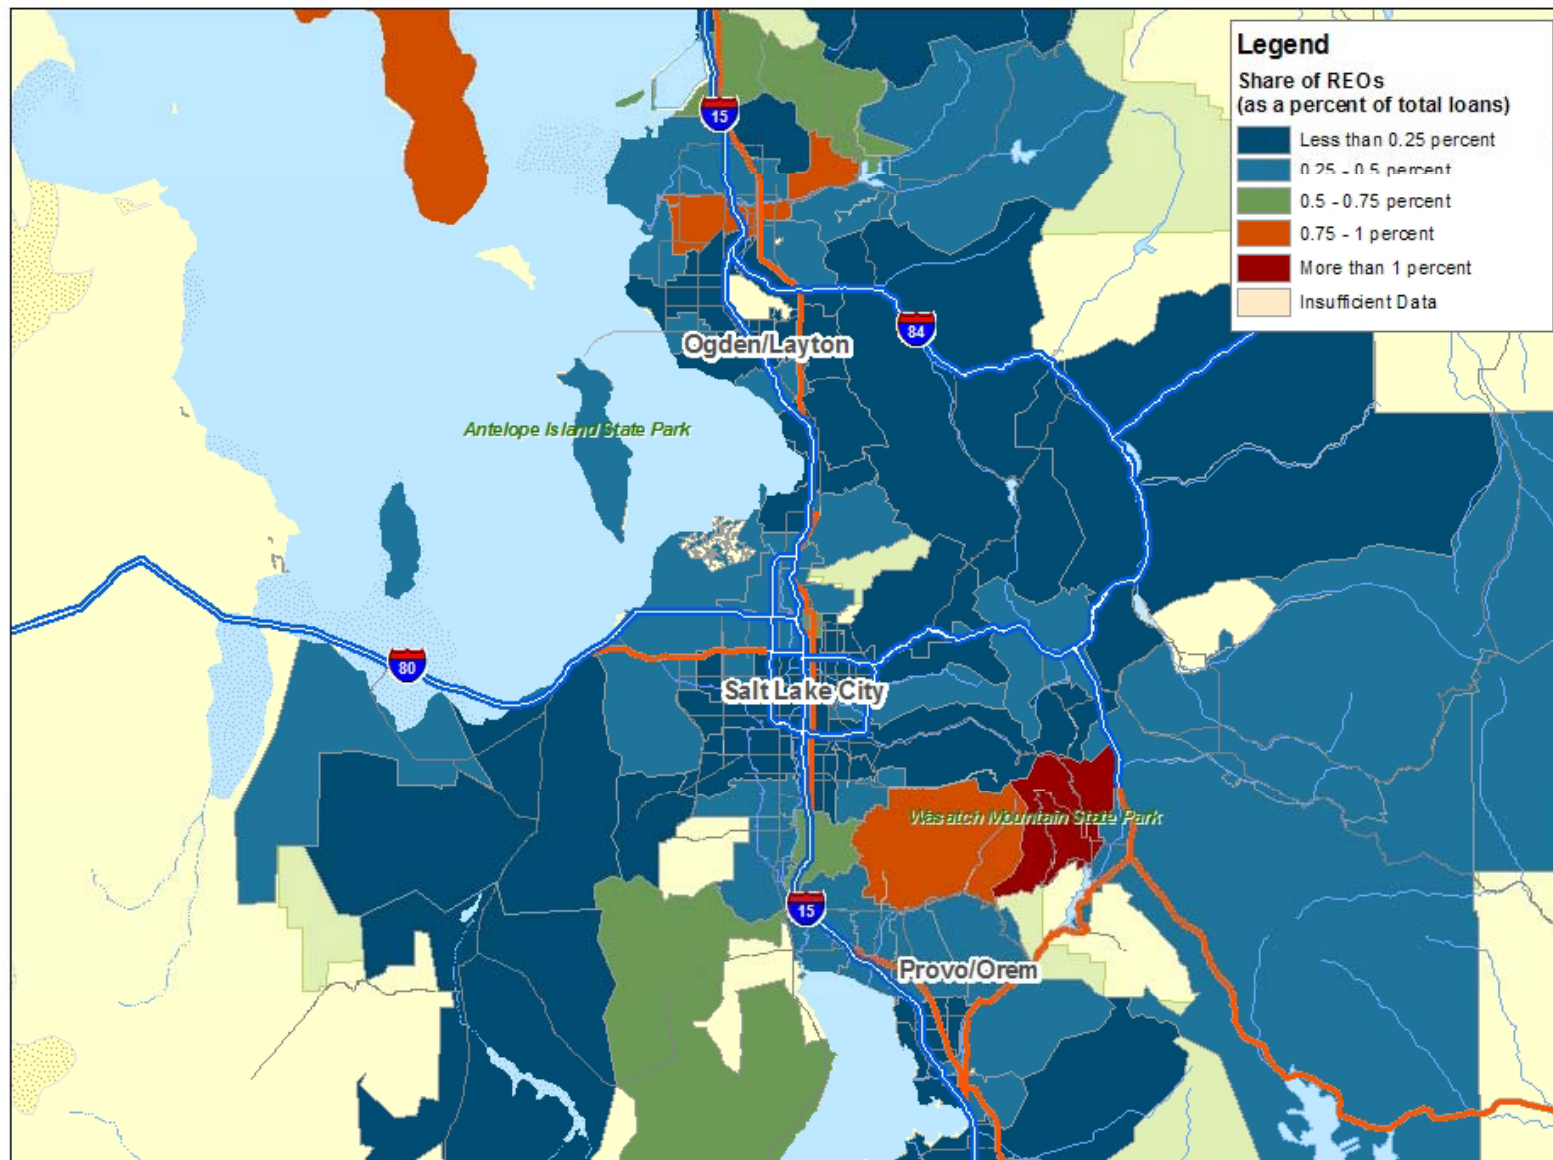 Legend
Share of REOs
(as a percent of total loans)
Less than 0.25 percent
0.25 - 0.5 percent
0.5 - 0.75 percent
0.75 - 1 percent
More than 1 percent
Insufficient Data
15
84
Ogden/Layton
Antelope Island State Park
80
Salt Lake City
Wasatch Mountain State Park
15
Provo/Orem